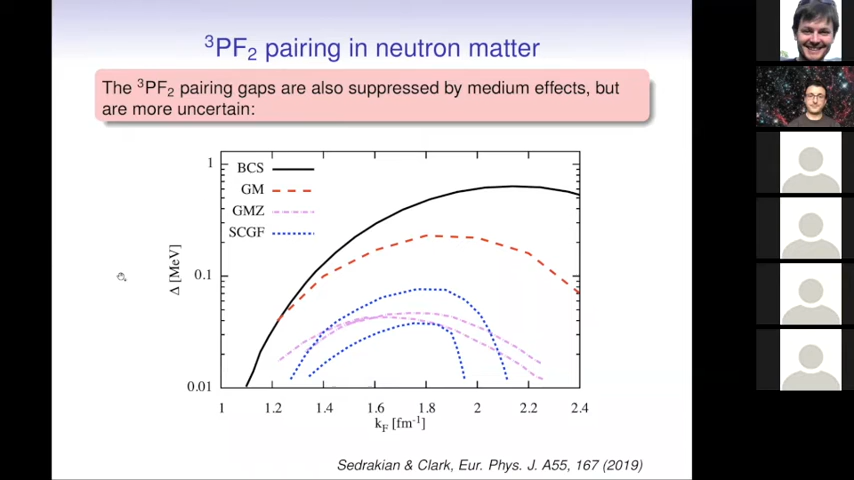 ³PF₂ pairing in neutron matter
The ³PF₂ pairing gaps are also suppressed by medium effects, but
are more uncertain:
1
BCS
GM
GMZ
SCGF
Δ [MeV]
0.1
0.01
1 1.2 1.4 1.6 1.8 2 2.2 2.4
k_F [fm⁻¹]
Sedrakian & Clark, Eur. Phys. J. A55, 167 (2019)